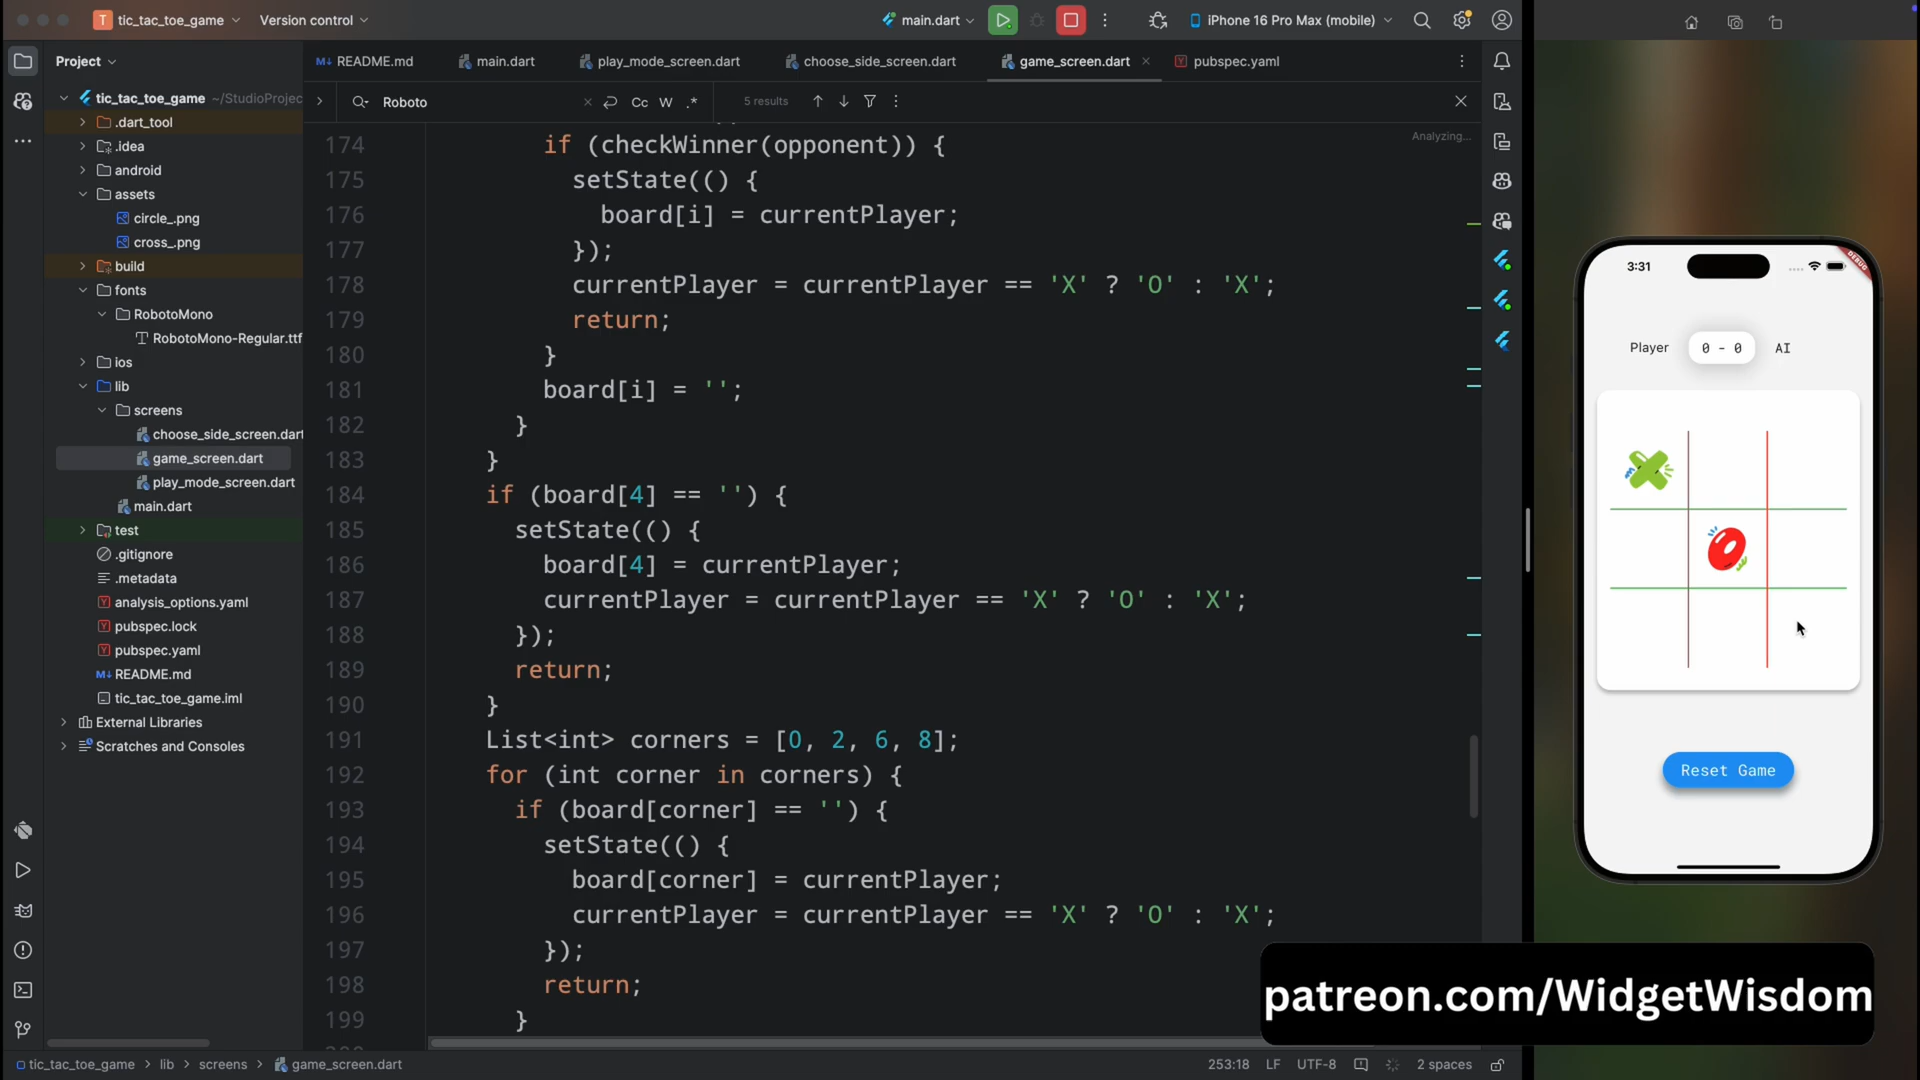 tic_tac_toe_game
Version control
main.dart
iPhone 16 Pro Max (mobile)
Project
README.md
main.dart
play_mode_screen.dart
choose_side_screen.dart
game_screen.dart
pubspec.yaml
Roboto
Cc
W
.*
5 results
Analyzing...
tic_tac_toe_game ~/StudioProjec
.dart_tool
.idea
android
assets
circle_.png
cross_.png
build
fonts
RobotoMono
RobotoMono-Regular.ttf
ios
lib
screens
choose_side_screen.dart
game_screen.dart
play_mode_screen.dart
main.dart
test
.gitignore
.metadata
analysis_options.yaml
pubspec.lock
pubspec.yaml
README.md
tic_tac_toe_game.iml
External Libraries
Scratches and Consoles
174 if (checkWinner(opponent)) {
175 setState(() {
176 board[i] = currentPlayer;
177 });
178 currentPlayer = currentPlayer == 'X' ? 'O' : 'X';
179 return;
180 }
181 board[i] = '';
182 }
183 }
184 if (board[4] == '') {
185 setState(() {
186 board[4] = currentPlayer;
187 currentPlayer = currentPlayer == 'X' ? 'O' : 'X';
188 });
189 return;
190 }
191 List<int> corners = [0, 2, 6, 8];
192 for (int corner in corners) {
193 if (board[corner] == '') {
194 setState(() {
195 board[corner] = currentPlayer;
196 currentPlayer = currentPlayer == 'X' ? 'O' : 'X';
197 });
198 return;
199 }
3:31
DEBUG
Player
0 - 0
AI
Reset Game
patreon.com/WidgetWisdom
tic_tac_toe_game > lib > screens > game_screen.dart
253:18
LF
UTF-8
2 spaces